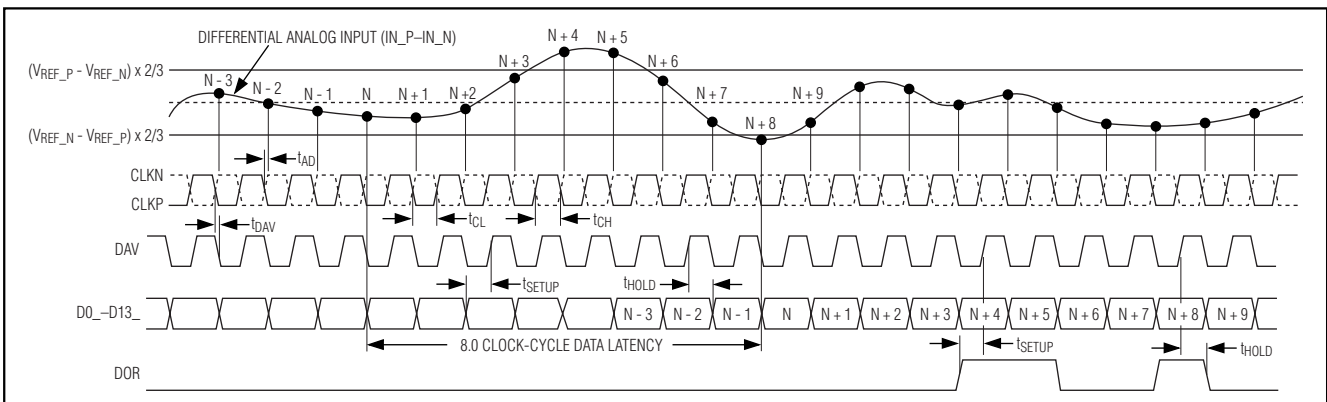 DIFFERENTIAL ANALOG INPUT (IN_P–IN_N)
N + 4
N + 5
N + 3
N + 6
(VREF_P - VREF_N) x 2/3
N - 3
N - 2
N - 1
N
N + 1
N +2
N + 7
N + 9
N + 8
(VREF_N - VREF_P) x 2/3
tAD
CLKN
CLKP
tDAV
tCL
tCH
DAV
tSETUP
tHOLD
D0_–D13_
N - 3
N - 2
N - 1
N
N + 1
N + 2
N + 3
N + 4
N + 5
N + 6
N + 7
N + 8
N + 9
8.0 CLOCK-CYCLE DATA LATENCY
tSETUP
tHOLD
DOR